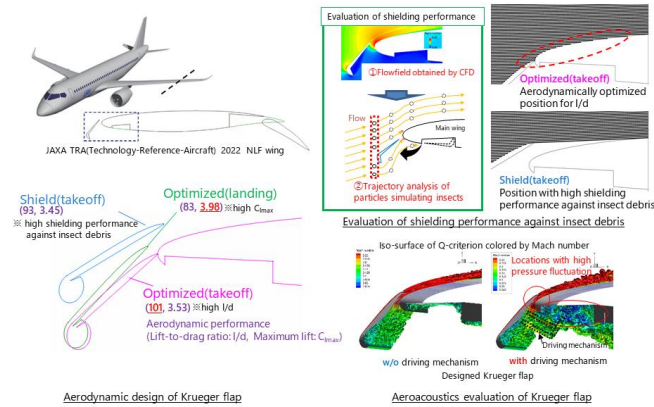 JAXA TRA(Technology-Reference-Aircraft) 2022 NLF wing
Shield(takeoff)
(93, 3.45)
※ high shielding performance
against insect debris
Optimized(landing)
(83, 3.98) ※high Clmax
Optimized(takeoff)
(101, 3.53) ※high l/d
Aerodynamic performance
(Lift-to-drag ratio: l/d, Maximum lift: Clmax)
Aerodynamic design of Krueger flap
Evaluation of shielding performance
①Flowfield obtained by CFD
Flow
Main wing
②Trajectory analysis of
particles simulating insects
Optimized(takeoff)
Aerodynamically optimized
position for l/d
Shield(takeoff)
Position with high shielding
performance against insect debris
Evaluation of shielding performance against insect debris
Iso-surface of Q-criterion colored by Mach number
Locations with high
pressure fluctuation
Driving mechanism
w/o driving mechanism
with driving mechanism
Designed Krueger flap
Aeroacoustics evaluation of Krueger flap